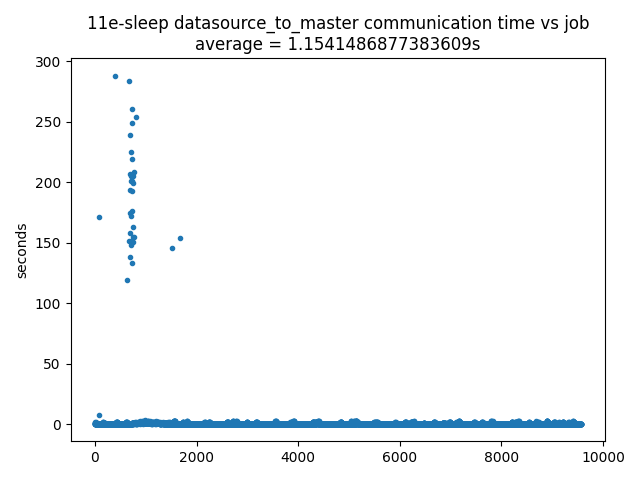 11e-sleep datasource_to_master communication time vs job
average = 1.1541486877383609s
300
250
200
150
100
50
0
seconds
0 2000 4000 6000 8000 10000